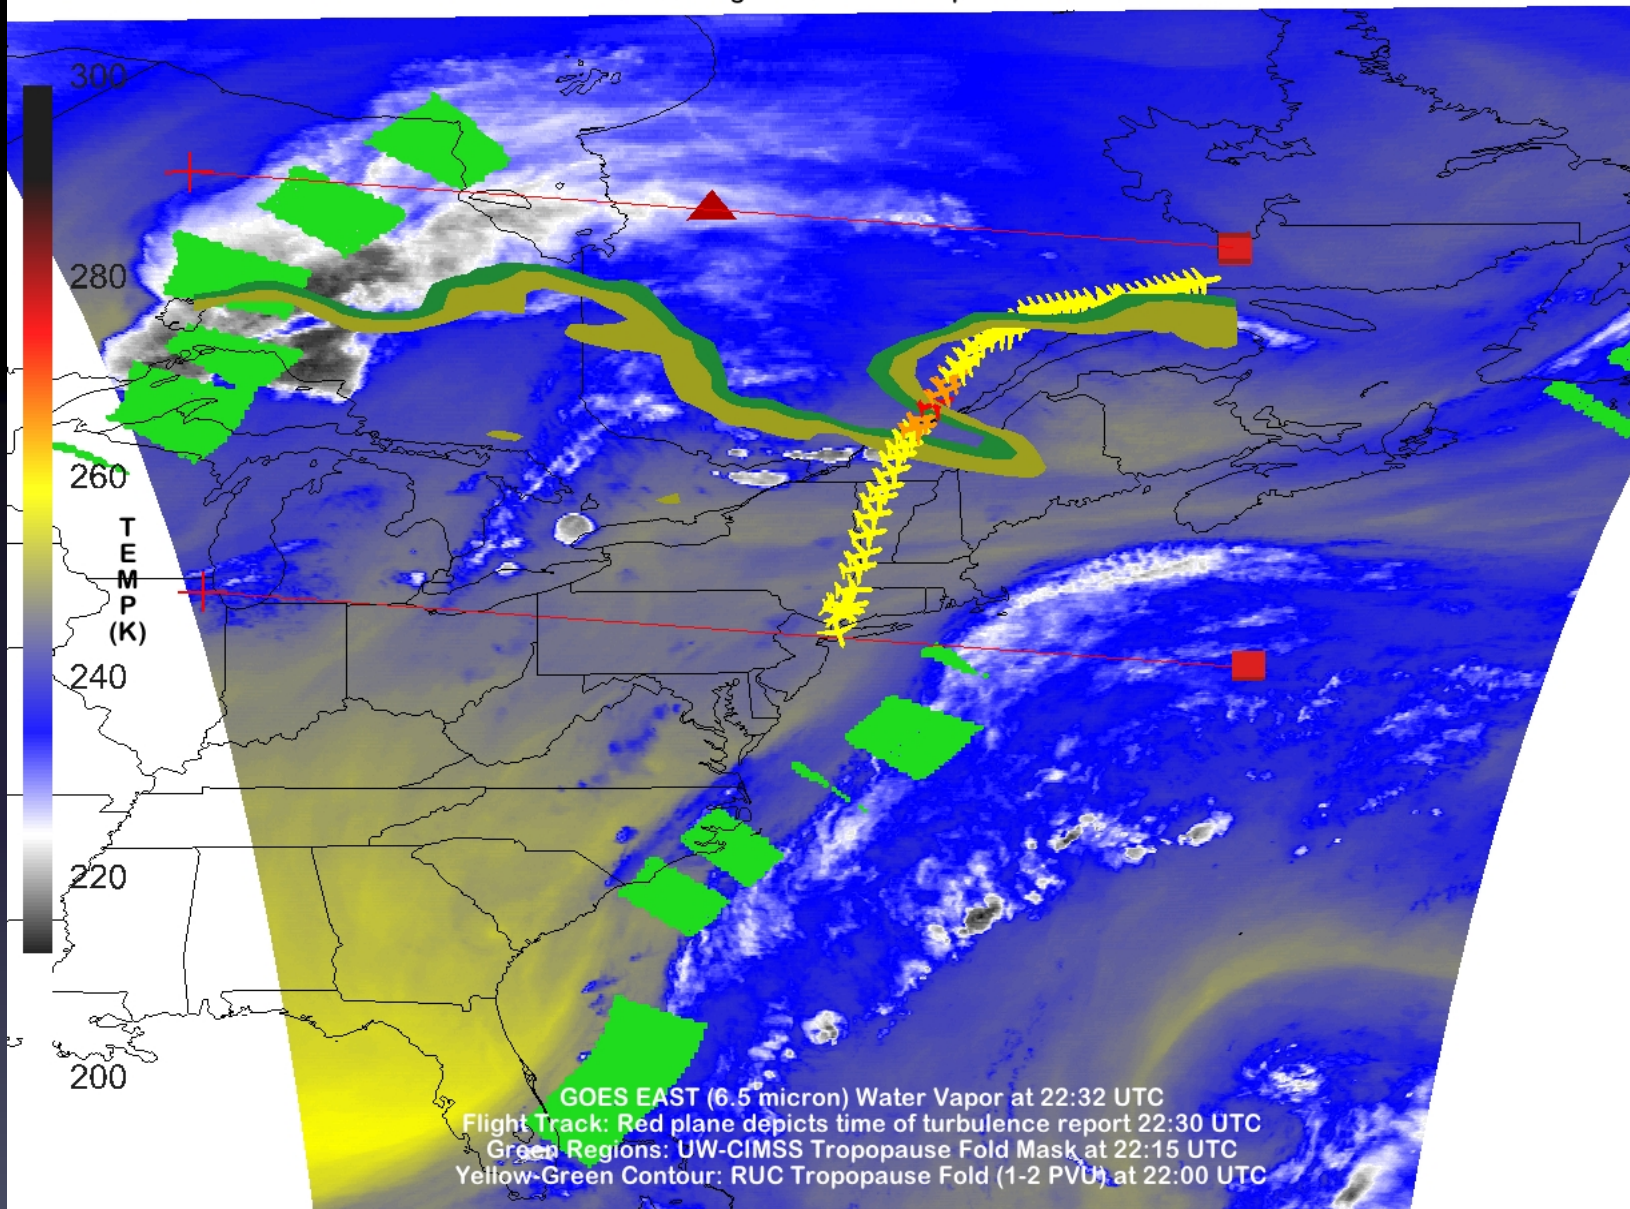 300
280
260
TEMP
(K)
240
220
200
GOES EAST (6.5 micron) Water Vapor at 22:32 UTC
Flight Track: Red plane depicts time of turbulence report 22:30 UTC
Green Regions: UW-CIMSS Tropopause Fold Mask at 22:15 UTC
Yellow-Green Contour: RUC Tropopause Fold (1-2 PVU) at 22:00 UTC